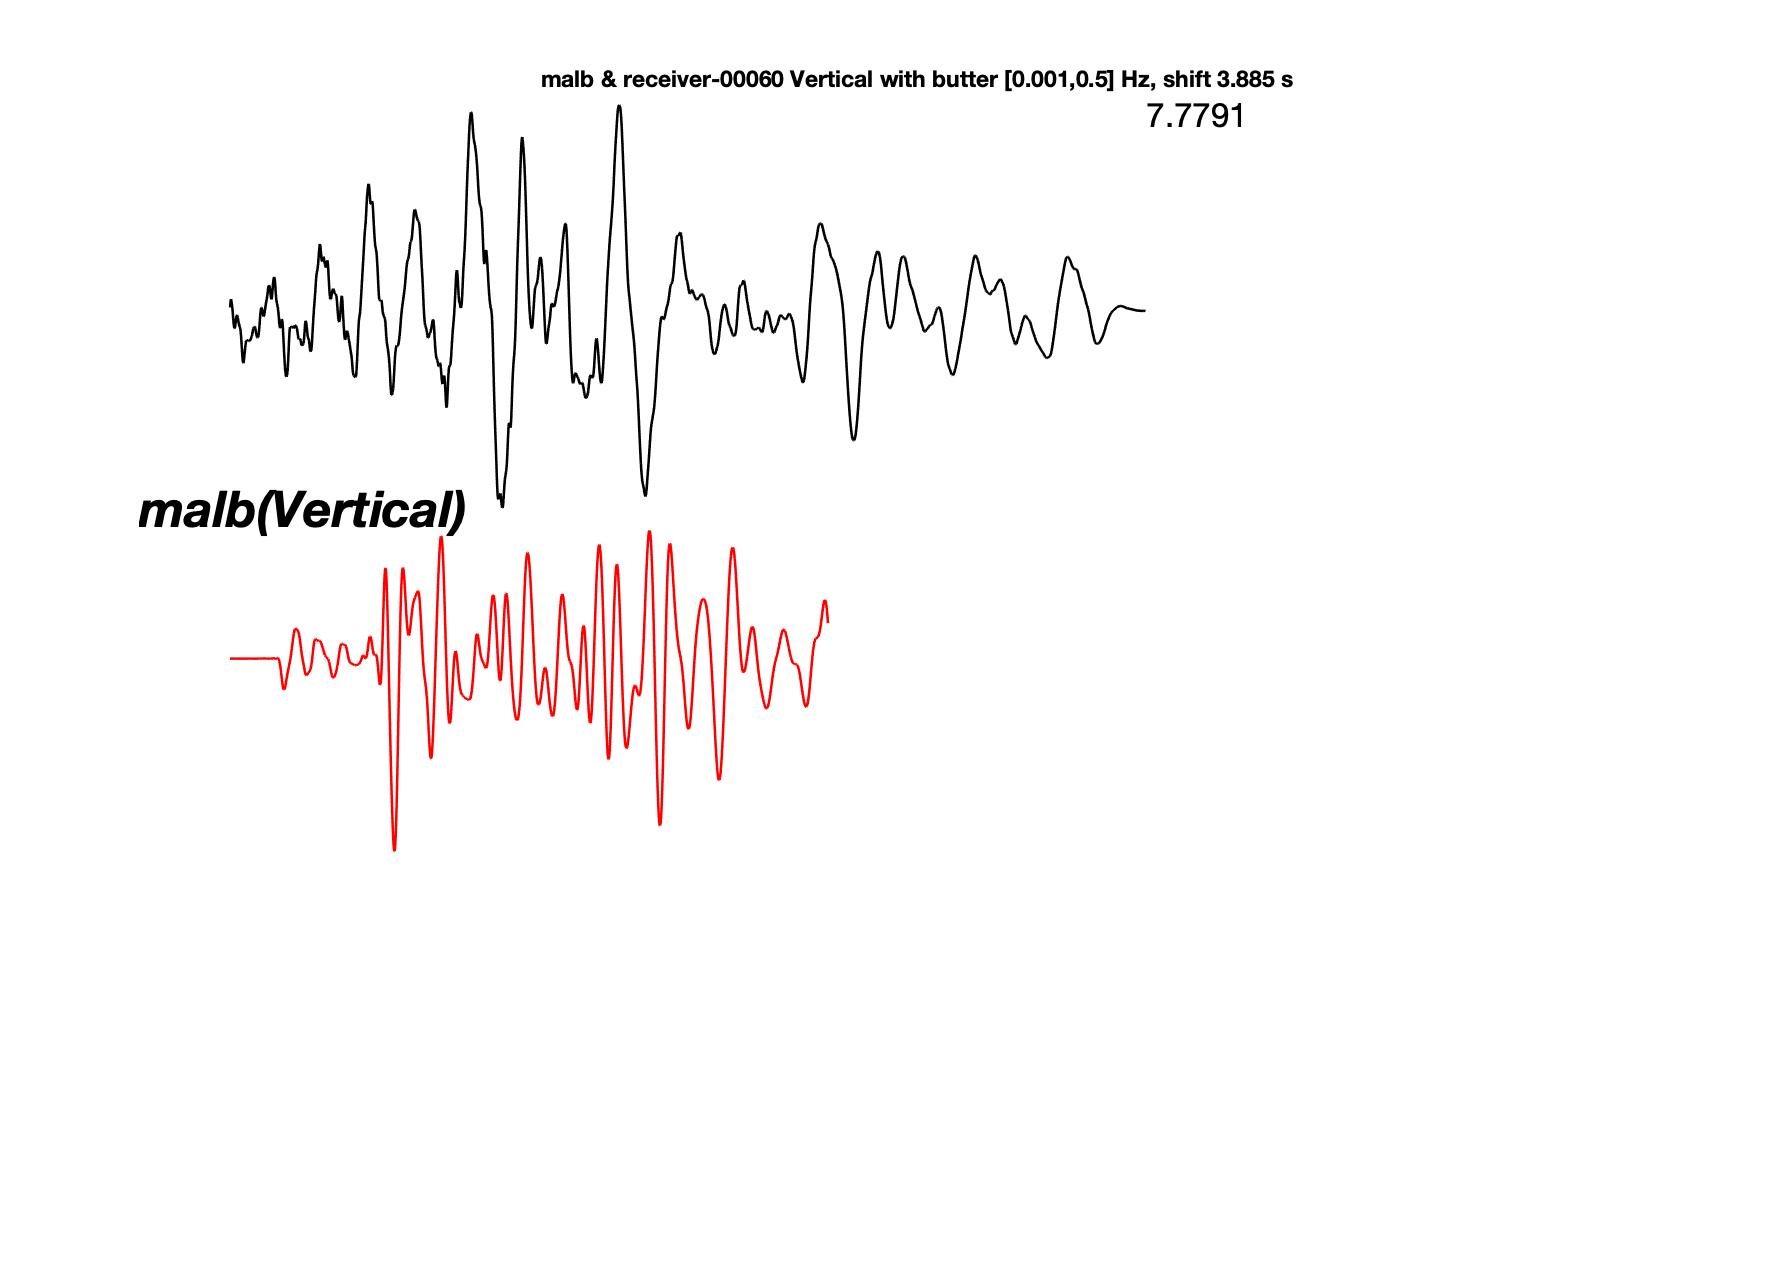 malb & receiver-00060 Vertical with butter [0.001,0.5] Hz, shift 3.885 s
7.7791
malb(Vertical)